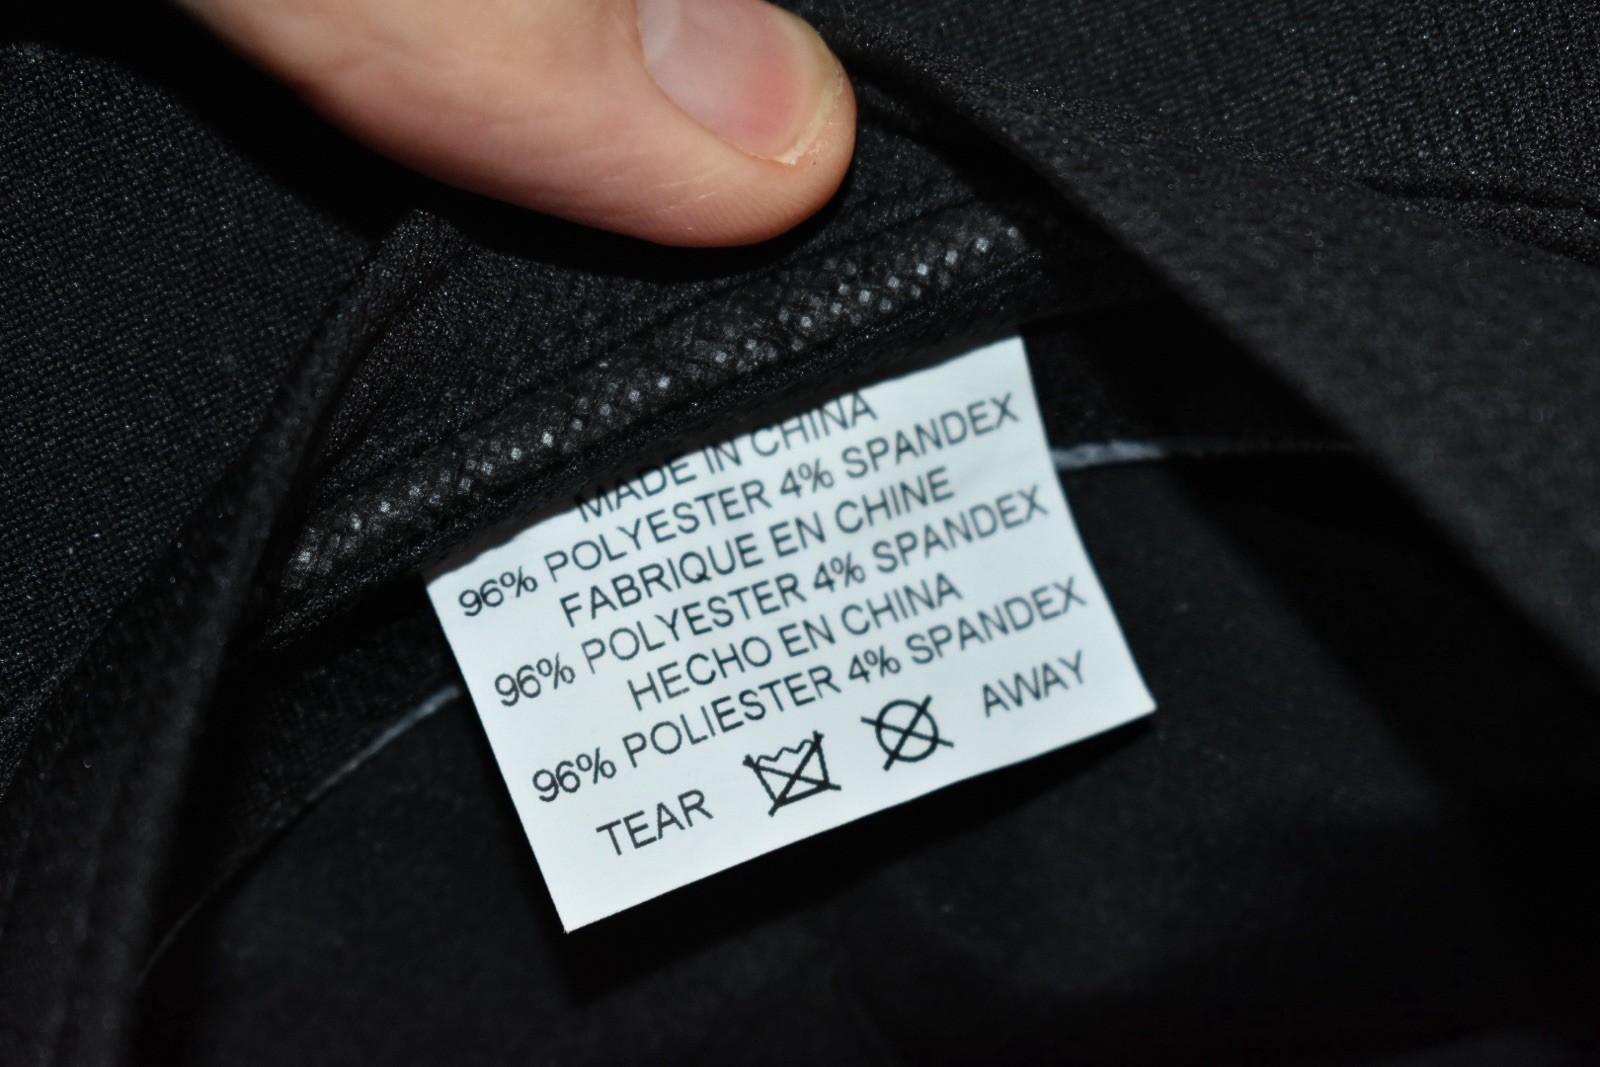 MADE IN CHINA
96% POLYESTER 4% SPANDEX
FABRIQUE EN CHINE
96% POLYESTER 4% SPANDEX
HECHO EN CHINA
96% POLIESTER 4% SPANDEX
TEAR AWAY